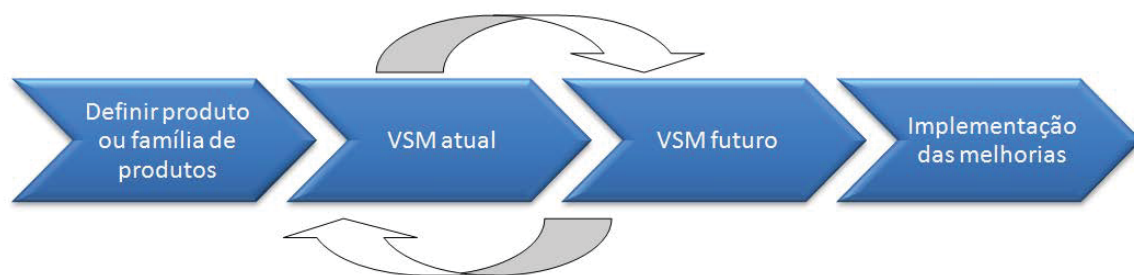 Definir produto
ou família de
produtos
VSM atual
VSM futuro
Implementação
das melhorias